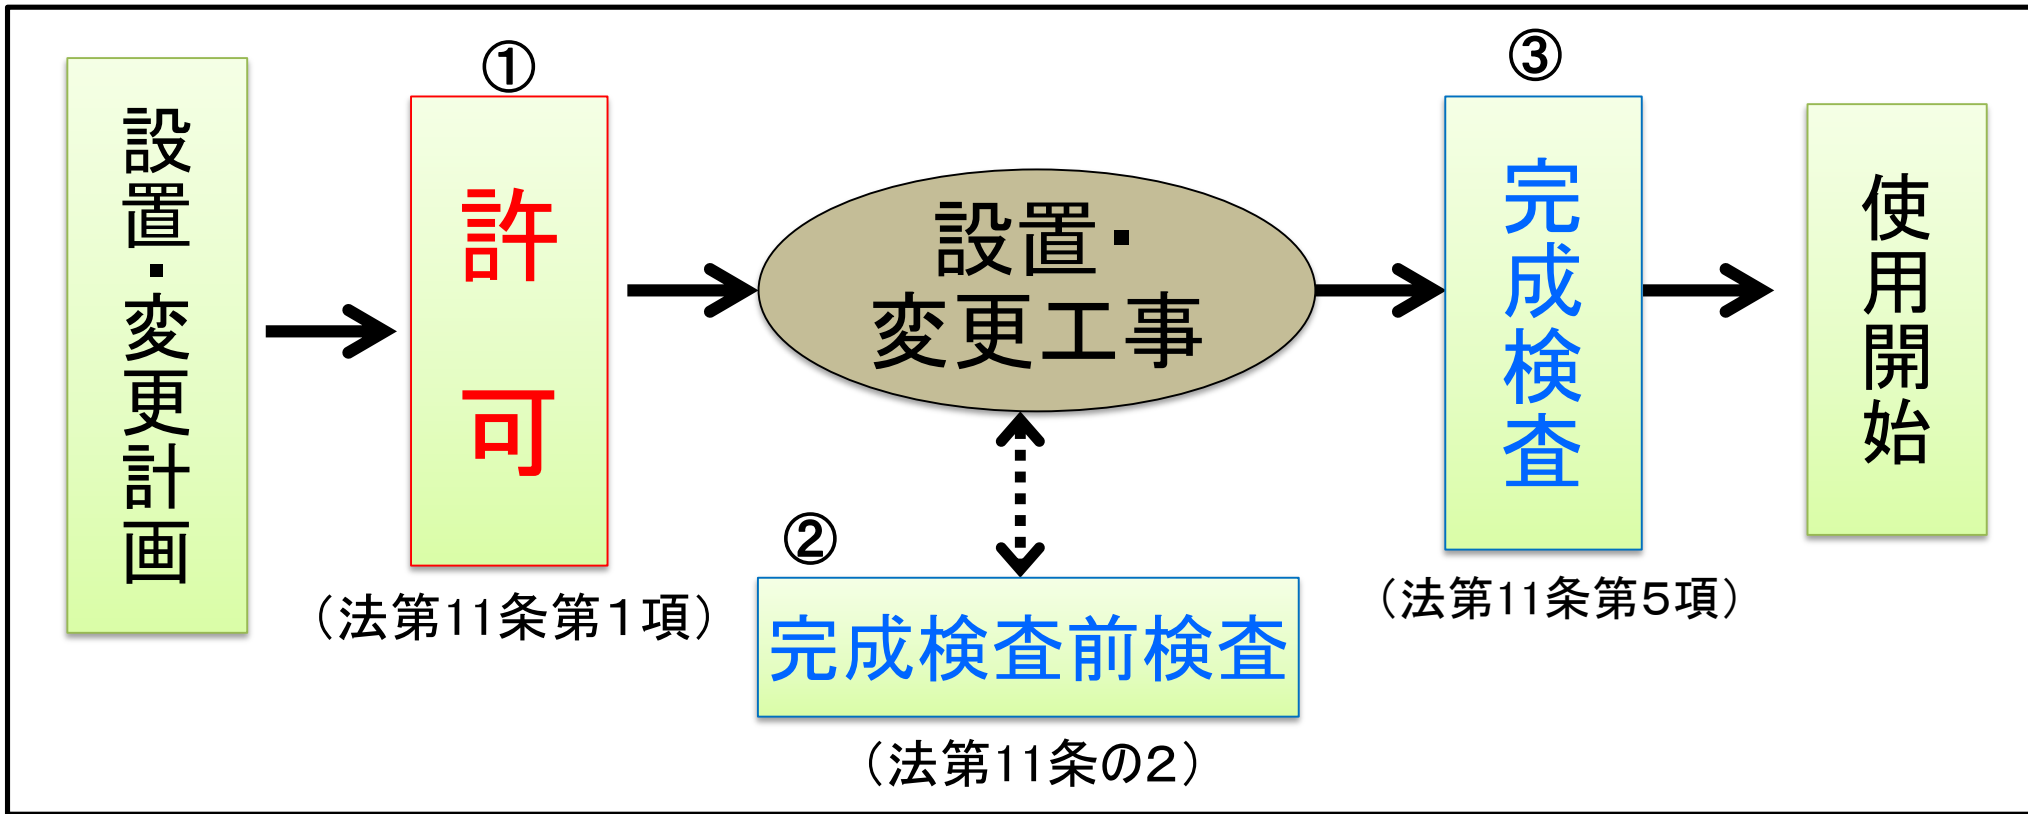 設置・変更計画
①
許可
（法第11条第１項）
設置・
変更工事
②
完成検査前検査
（法第11条の２）
③
完成検査
（法第11条第５項）
使用開始